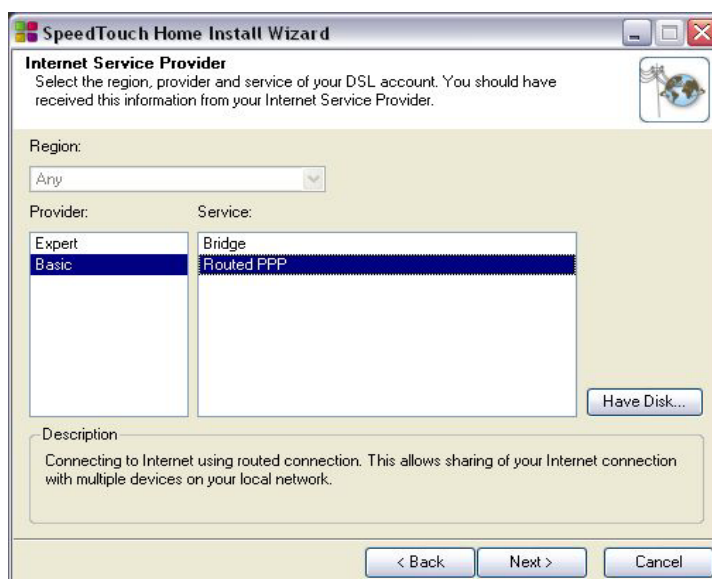 SpeedTouch Home Install Wizard
Internet Service Provider
Select the region, provider and service of your DSL account. You should have
received this information from your Internet Service Provider.
Region:
Any
Provider:
Service:
Expert
Basic
Bridge
Routed PPP
Have Disk...
Description
Connecting to Internet using routed connection. This allows sharing of your Internet connection
with multiple devices on your local network.
< Back
Next >
Cancel